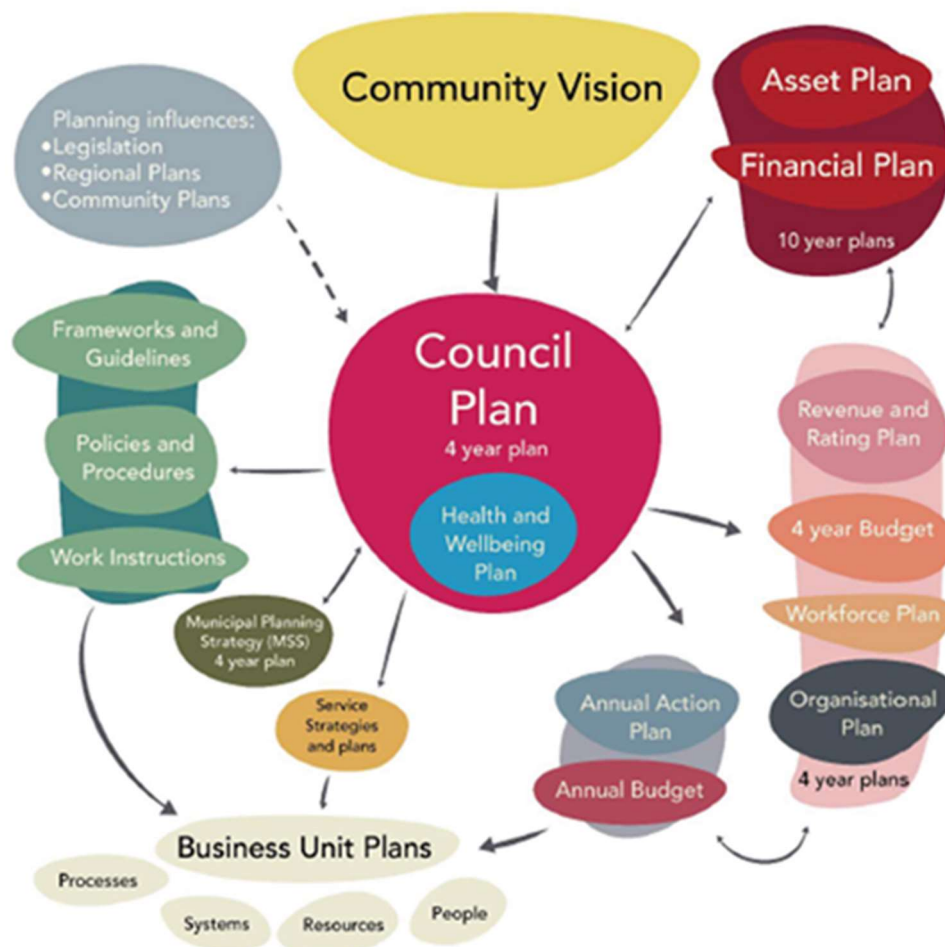 Community Vision
Asset Plan
Financial Plan
10 year plans
Planning influences:
•Legislation
•Regional Plans
•Community Plans
Frameworks and
Guidelines
Policies and
Procedures
Work Instructions
Council
Plan
4 year plan
Health and
Wellbeing
Plan
Revenue and
Rating Plan
4 year Budget
Workforce Plan
Organisational
Plan
4 year plans
Municipal Planning
Strategy (MSS)
4 year plan
Service
Strategies
and plans
Annual Action
Plan
Annual Budget
Business Unit Plans
Processes
Systems
Resources
People